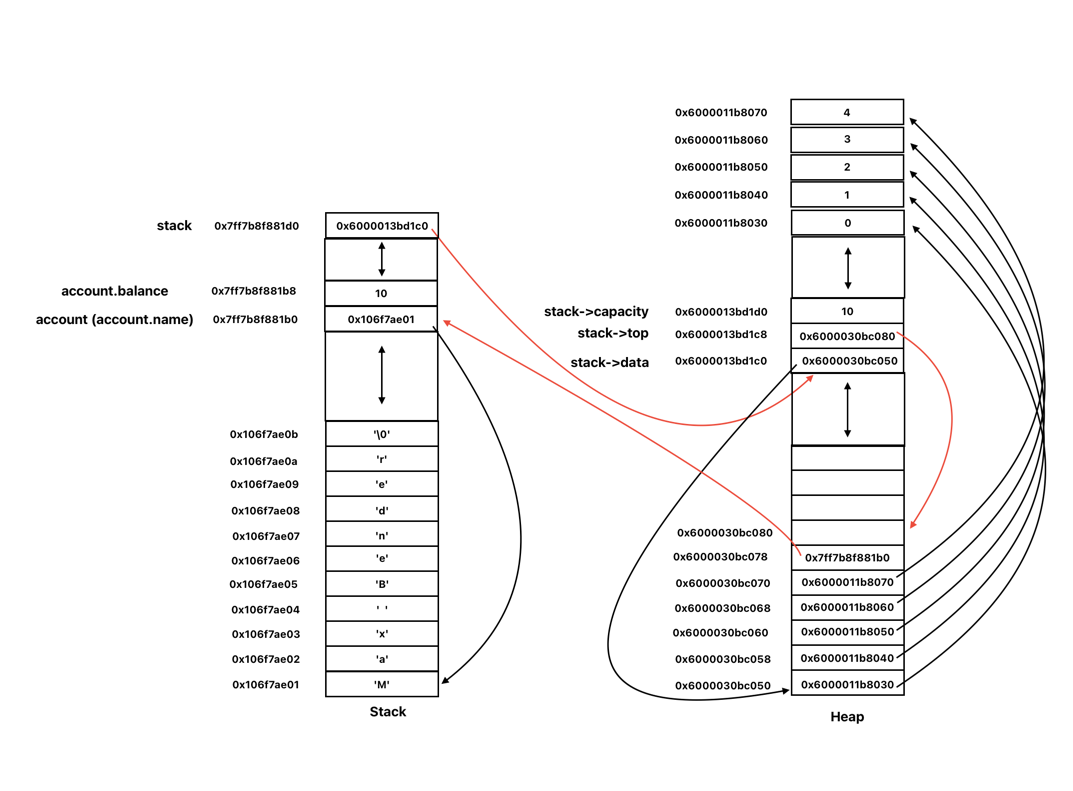 stack 0x7ff7b8f881d0 0x6000013bd1c0
account.balance 0x7ff7b8f881b8 10
account (account.name) 0x7ff7b8f881b0 0x106f7ae01
0x106f7ae0b '\0'
0x106f7ae0a 'r'
0x106f7ae09 'e'
0x106f7ae08 'd'
0x106f7ae07 'n'
0x106f7ae06 'e'
0x106f7ae05 'B'
0x106f7ae04 ' '
0x106f7ae03 'x'
0x106f7ae02 'a'
0x106f7ae01 'M'
Stack
0x6000011b8070 4
0x6000011b8060 3
0x6000011b8050 2
0x6000011b8040 1
0x6000011b8030 0
stack->capacity 0x6000013bd1d0 10
stack->top 0x6000013bd1c8 0x6000030bc080
stack->data 0x6000013bd1c0 0x6000030bc050
0x6000030bc080
0x6000030bc078 0x7ff7b8f881b0
0x6000030bc070 0x6000011b8070
0x6000030bc068 0x6000011b8060
0x6000030bc060 0x6000011b8050
0x6000030bc058 0x6000011b8040
0x6000030bc050 0x6000011b8030
Heap